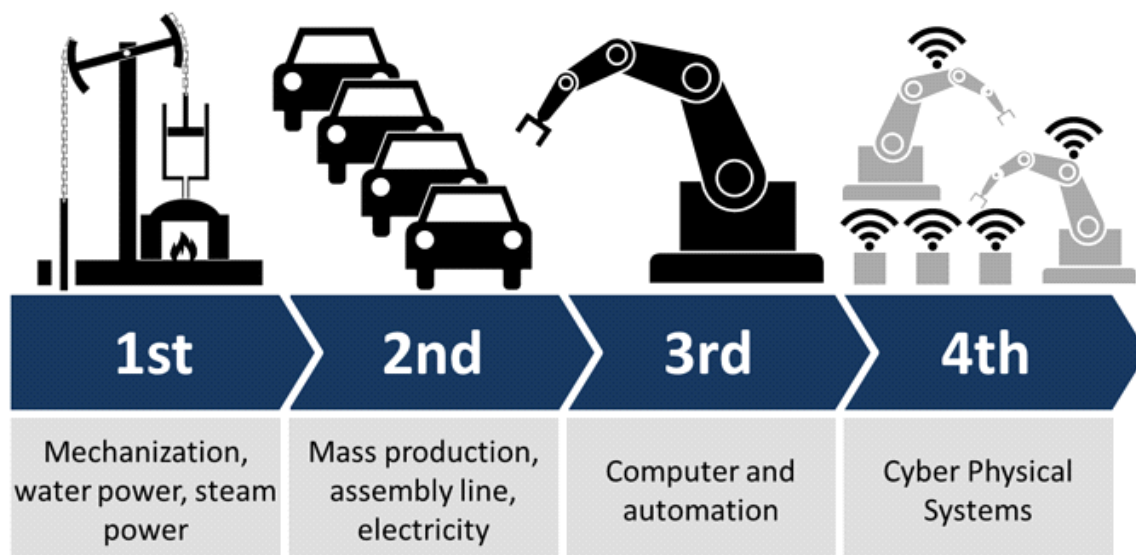 1st
2nd
3rd
4th
Mechanization,
water power, steam
power
Mass production,
assembly line,
electricity
Computer and
automation
Cyber Physical
Systems